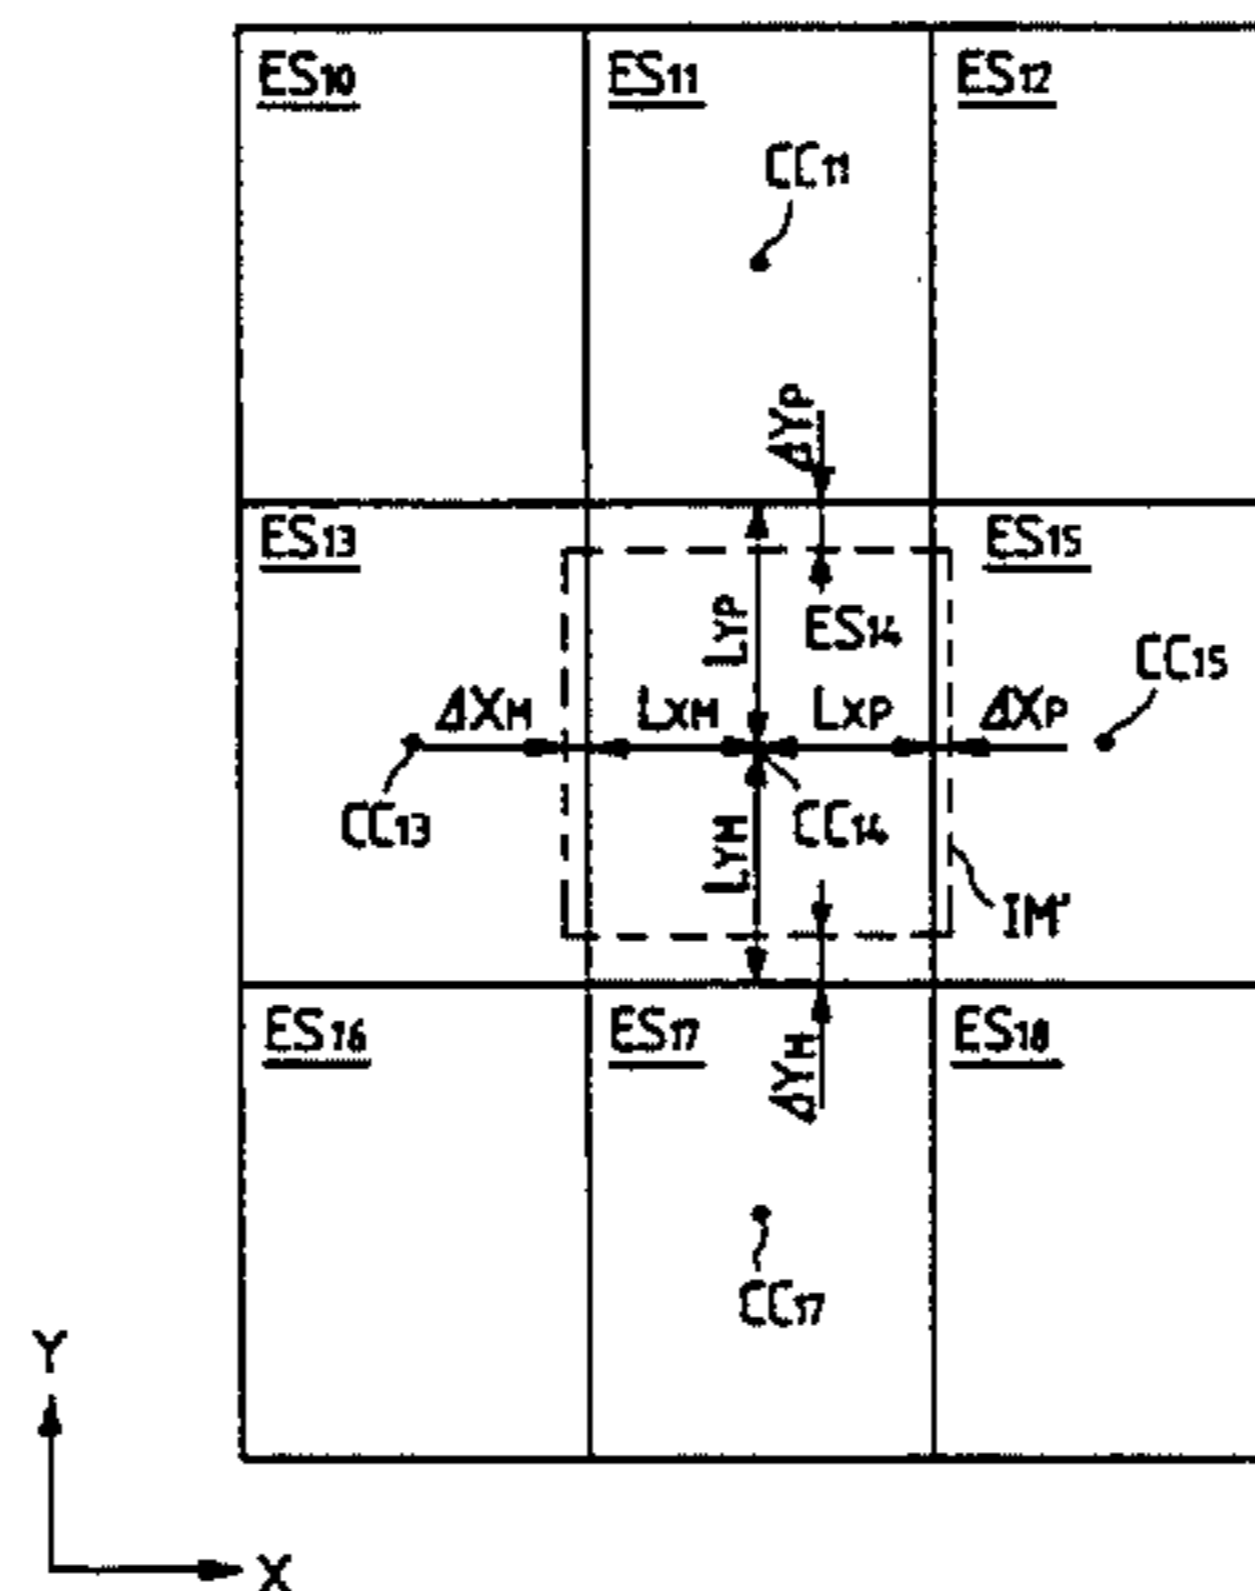 ES10 ES11 ES12
CC11
ΔYP
ES13 ES15
LYP
ES14
CC15
ΔXM LXM LXP ΔXP
CC13 CC14
LYM
IM'
ES16 ES17 ES18
ΔYM
CC17
Y
X